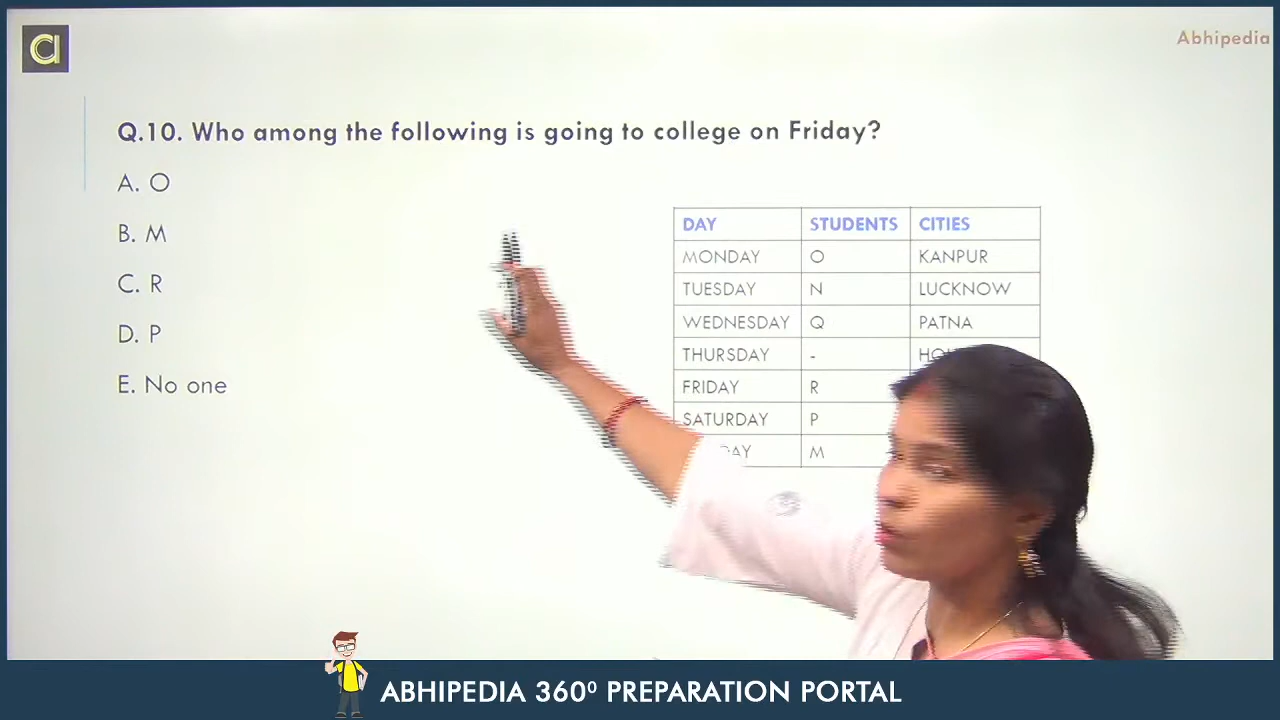 Abhipedia
Q.10. Who among the following is going to college on Friday?
A. O
B. M
C. R
D. P
E. No one
DAY STUDENTS CITIES
MONDAY O KANPUR
TUESDAY N LUCKNOW
WEDNESDAY Q PATNA
THURSDAY -
FRIDAY R
SATURDAY P
M
ABHIPEDIA 360⁰ PREPARATION PORTAL